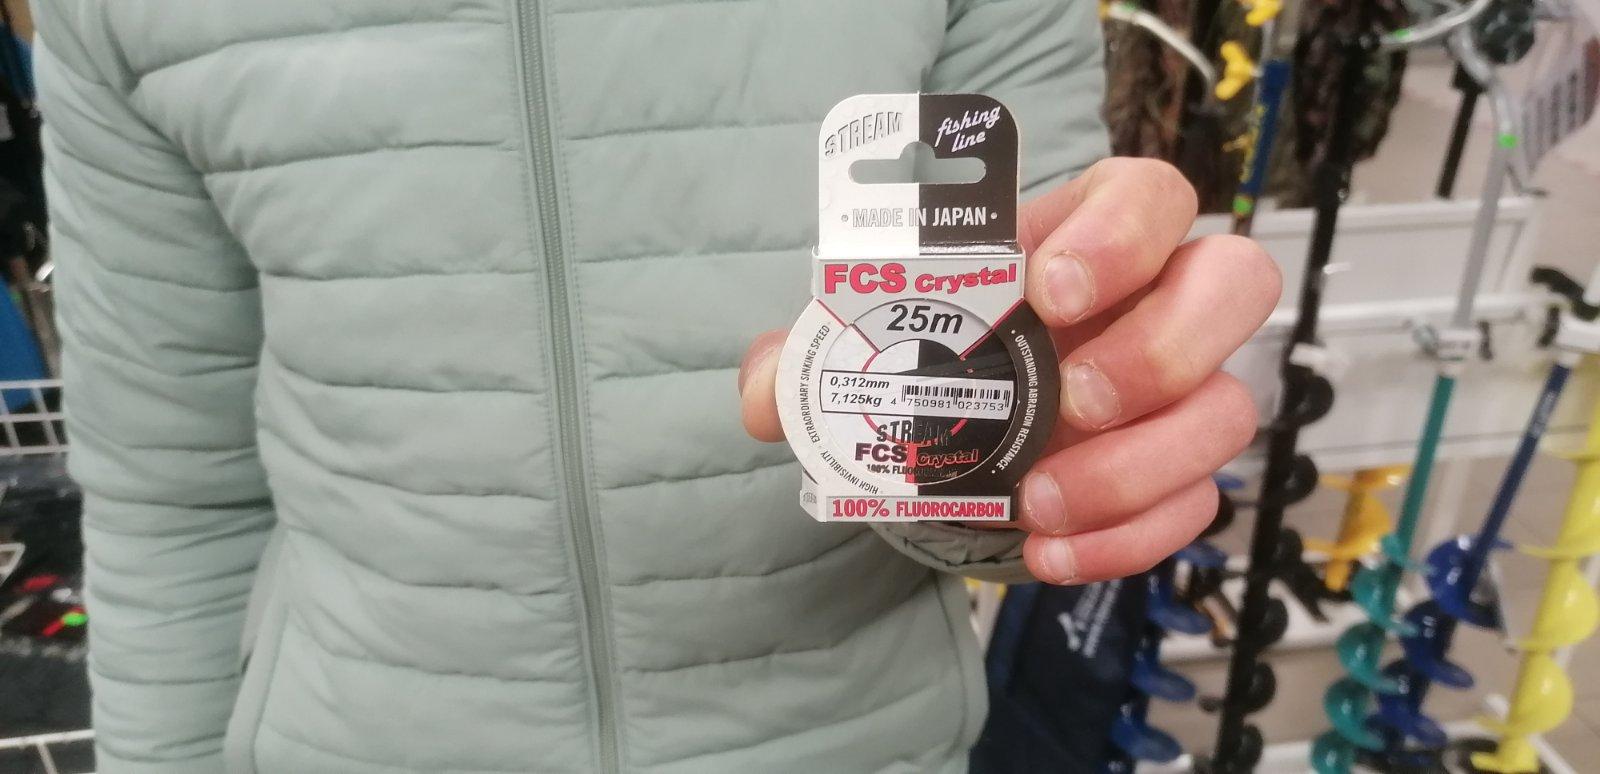 STREAM
fishing
line
• MADE IN JAPAN •
FCS Crystal
25m
EXTRAORDINARY SINKING SPEED
• OUTSTANDING ABRASION RESISTANCE •
HIGH INVISIBILITY
0,312mm
7,125kg
4 750981 023753
STREAM
FCS Crystal
100%
100% FLUOROCARBON